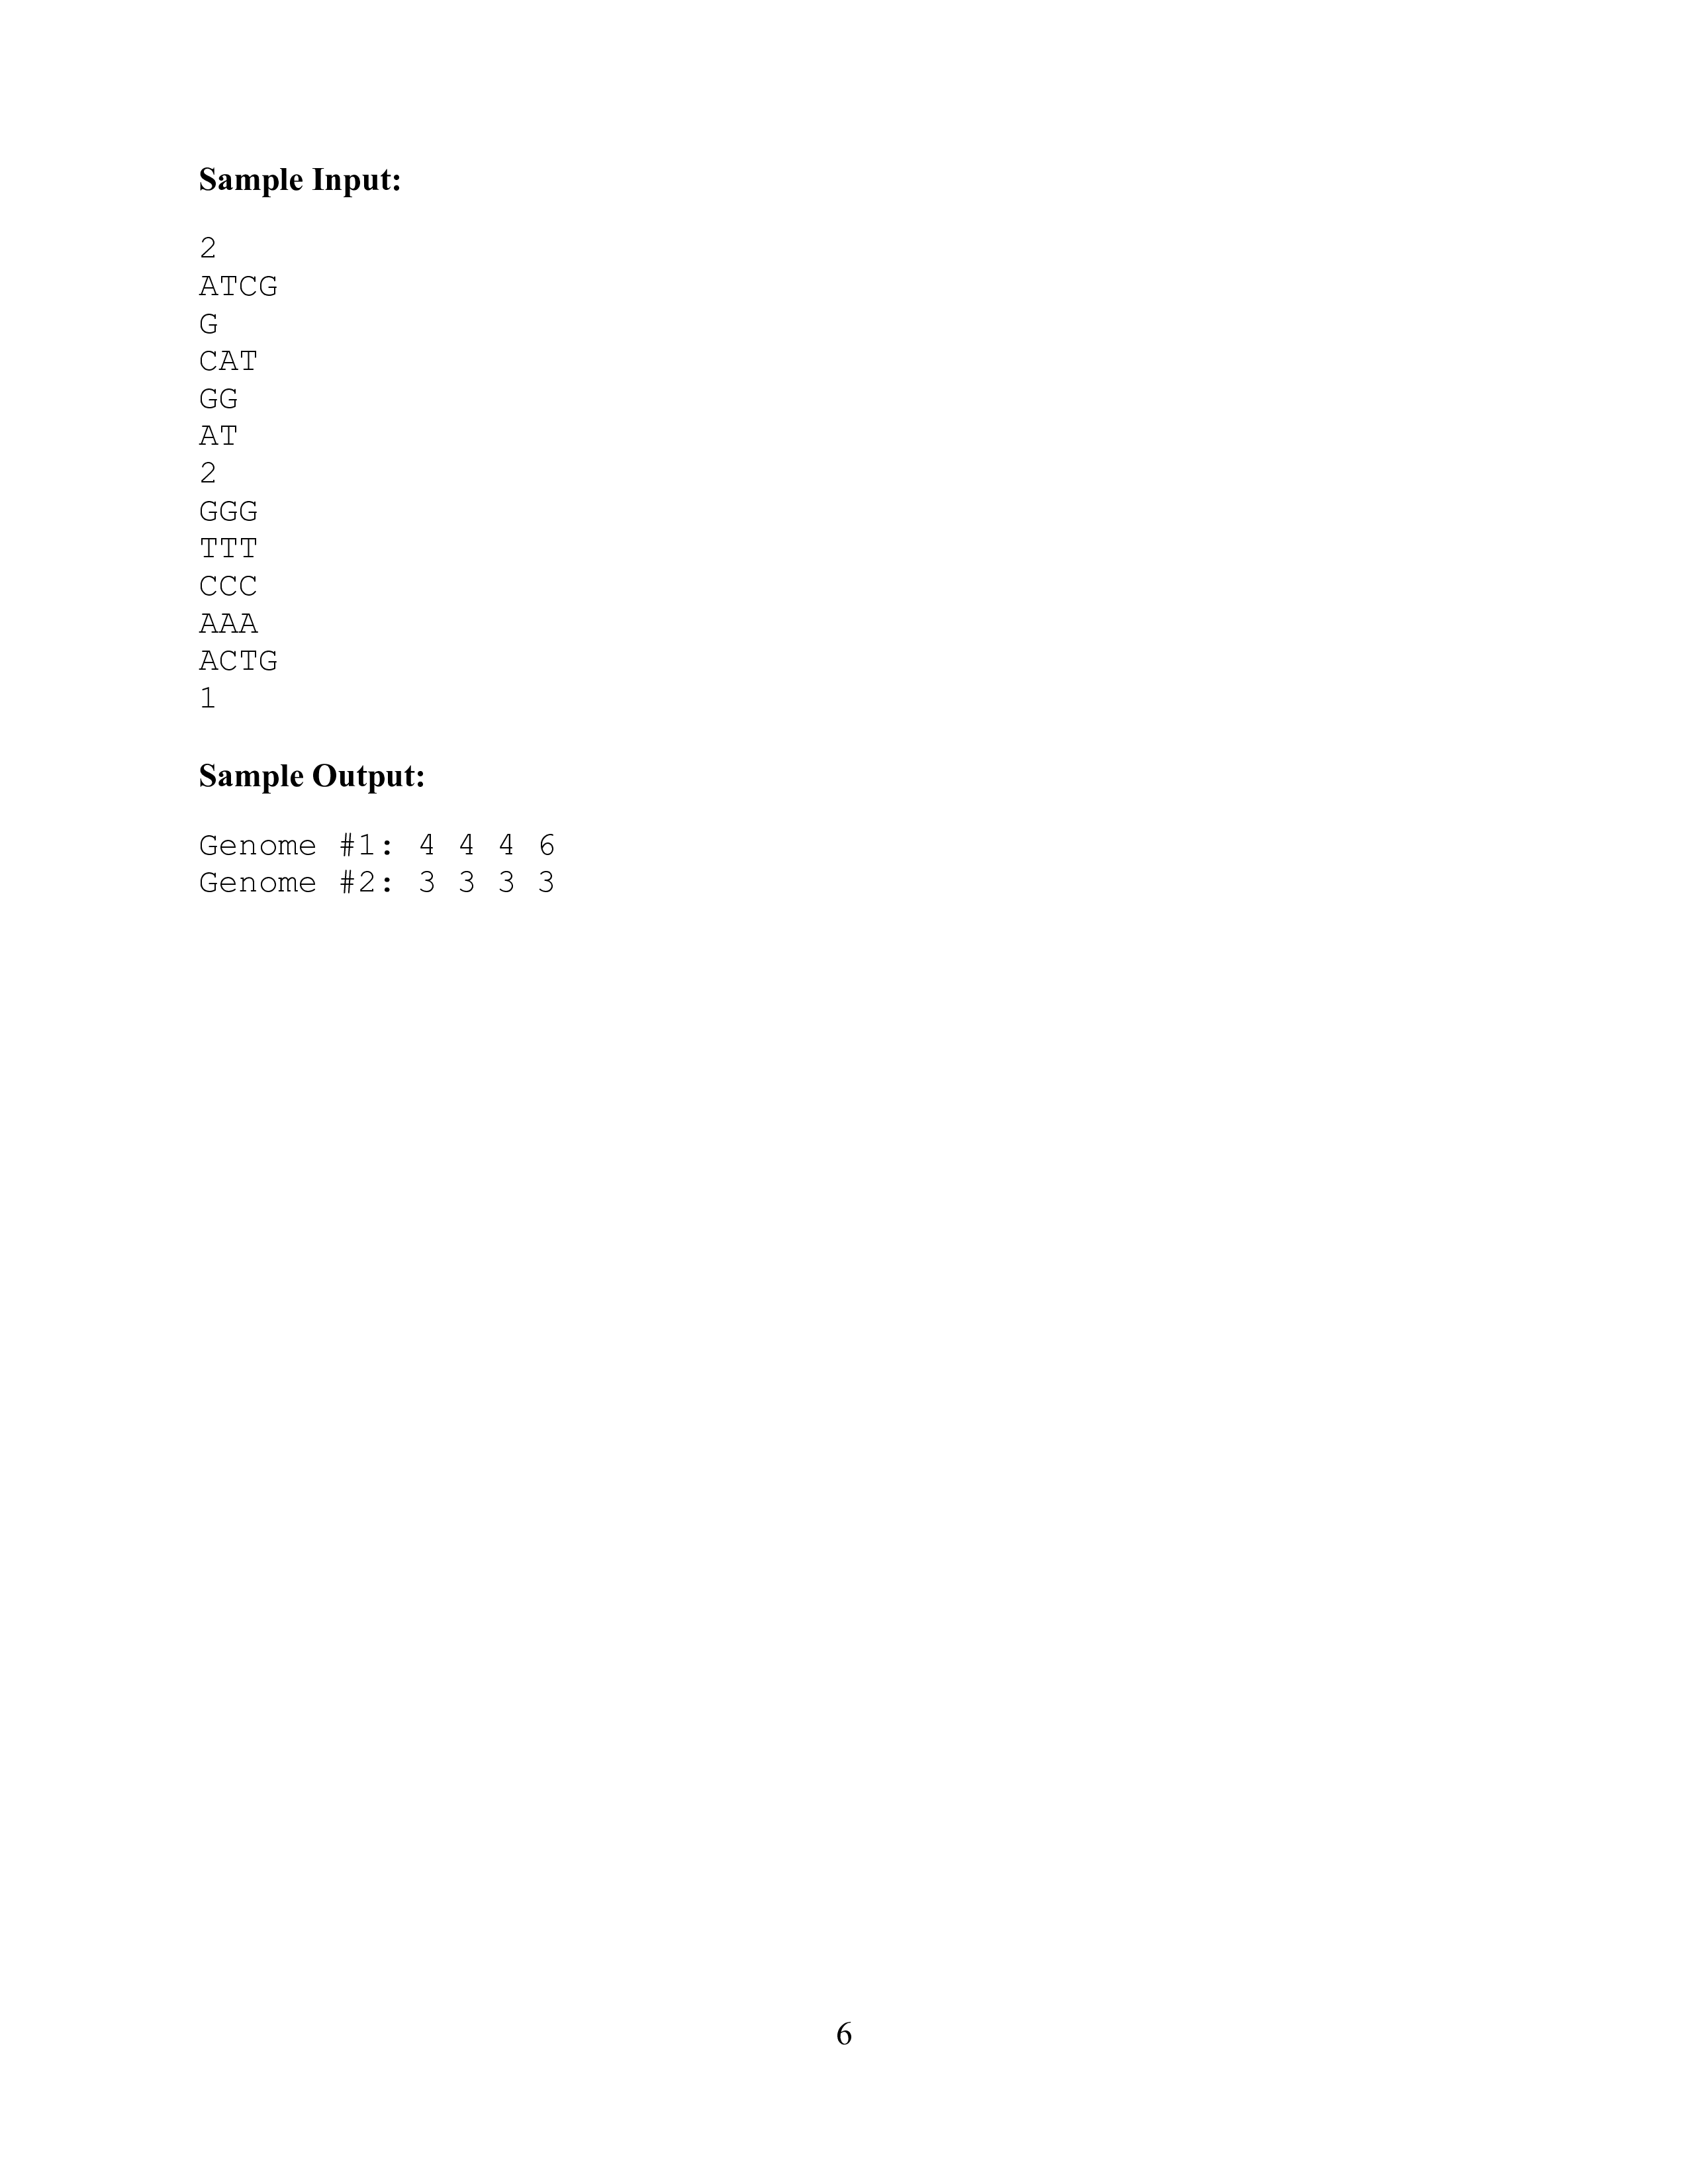 Sample Input:
2
ATCG
G
CAT
GG
AT
2
GGG
TTT
CCC
AAA
ACTG
1
Sample Output:
Genome #1: 4 4 4 6
Genome #2: 3 3 3 3
6